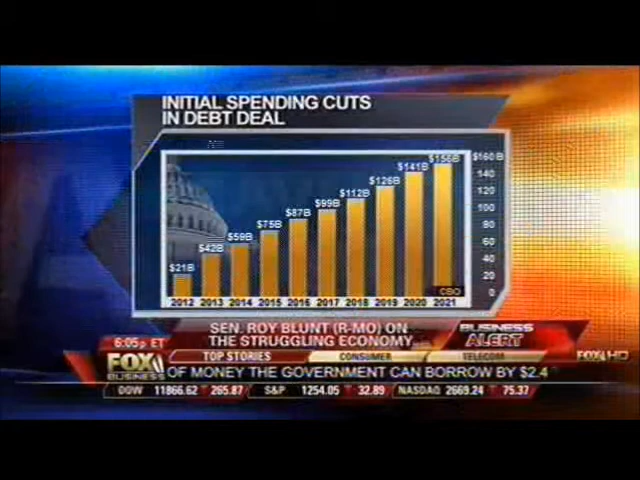 INITIAL SPENDING CUTS
IN DEBT DEAL
$160B
140
120
100
80
60
40
20
0
$21B
$42B
$59B
$75B
$87B
$99B
$112B
$126B
$141B
$156B
CBO
2012 2013 2014 2015 2016 2017 2018 2019 2020 2021
SEN. ROY BLUNT (R-MO) ON
THE STRUGGLING ECONOMY
BUSINESS
ALERT
6:05p ET
TOP STORIES CONSUMER TELECOM
FOX HD
FOX
BUSINESS
OF MONEY THE GOVERNMENT CAN BORROW BY $2.4
DOW 11866.62 265.87 S&P 1254.05 32.89 NASDAQ 2669.24 75.37